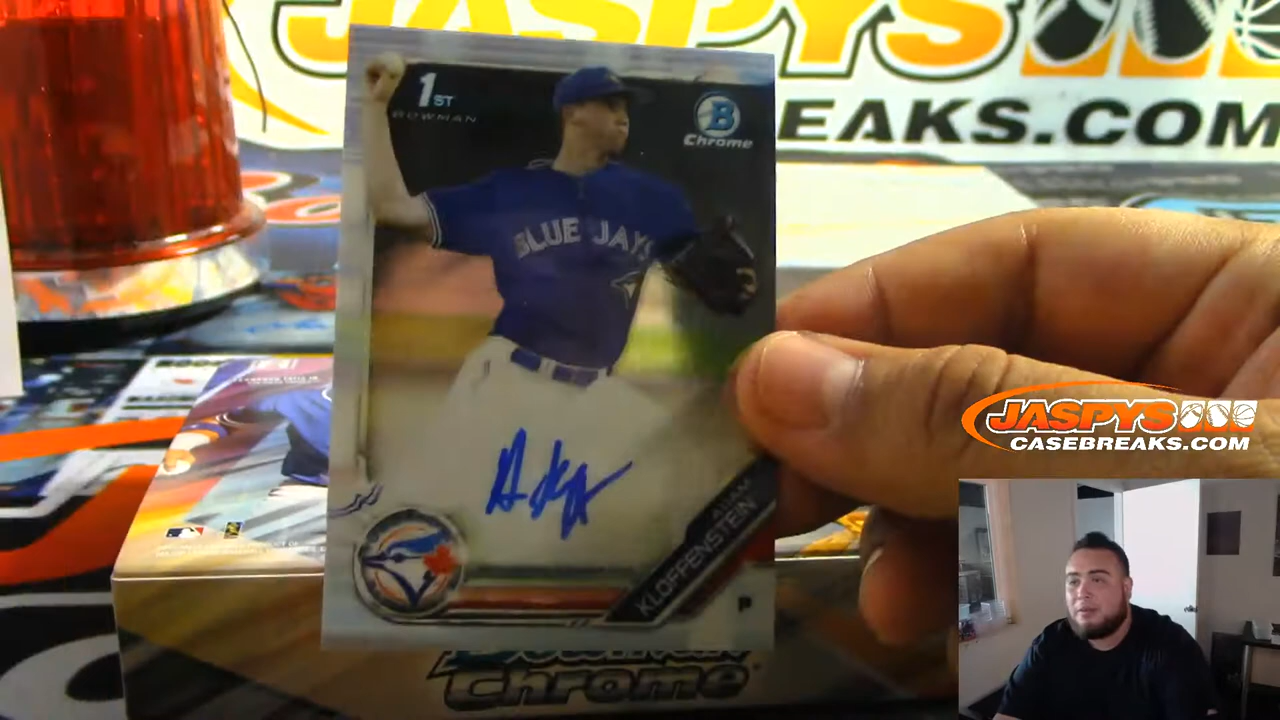 JASPYS
EAKS.COM
1ST
BOWMAN
B
Chrome
BLUE JAYS
ADAM
KLOFFENSTEIN
P
JASPYS
CASEBREAKS.COM
Chrome